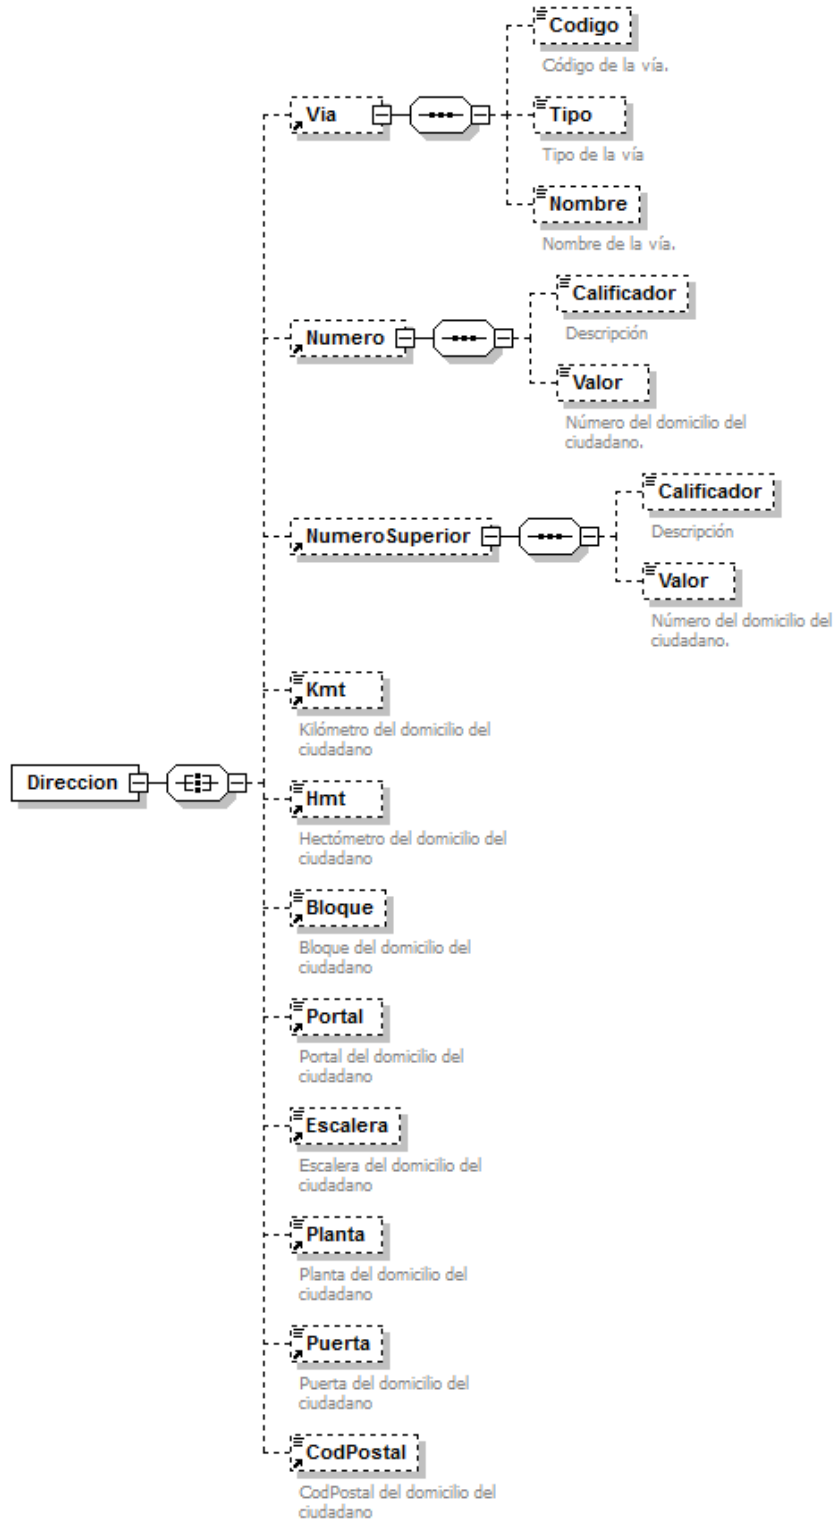 Codigo
Código de la vía.
Via
Tipo
Tipo de la vía
Nombre
Nombre de la vía.
Calificador
Descripción
Numero
Valor
Número del domicilio del
ciudadano.
Calificador
Descripción
NumeroSuperior
Valor
Número del domicilio del
ciudadano.
Kmt
Kilómetro del domicilio del
ciudadano
Direccion
Hmt
Hectómetro del domicilio del
ciudadano
Bloque
Bloque del domicilio del
ciudadano
Portal
Portal del domicilio del
ciudadano
Escalera
Escalera del domicilio del
ciudadano
Planta
Planta del domicilio del
ciudadano
Puerta
Puerta del domicilio del
ciudadano
CodPostal
CodPostal del domicilio del
ciudadano